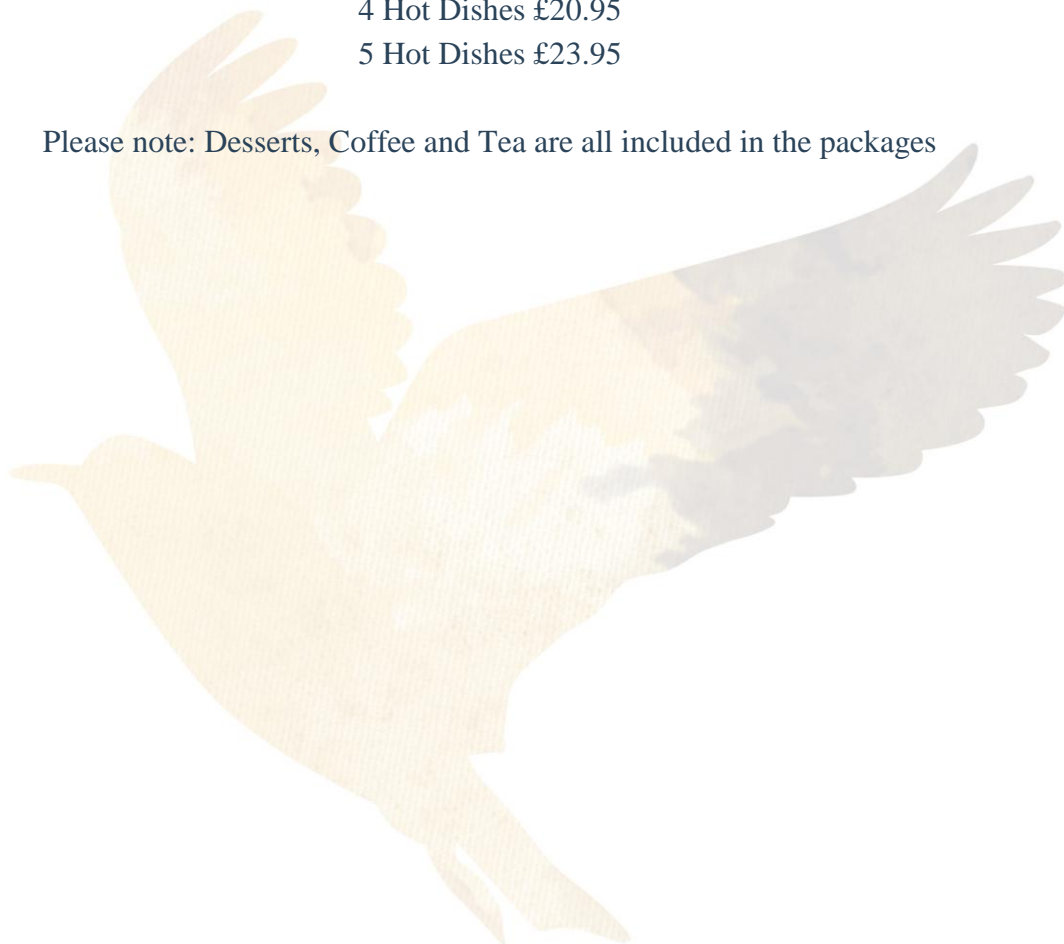 4 Hot Dishes £20.95
5 Hot Dishes £23.95
Please note: Desserts, Coffee and Tea are all included in the packages